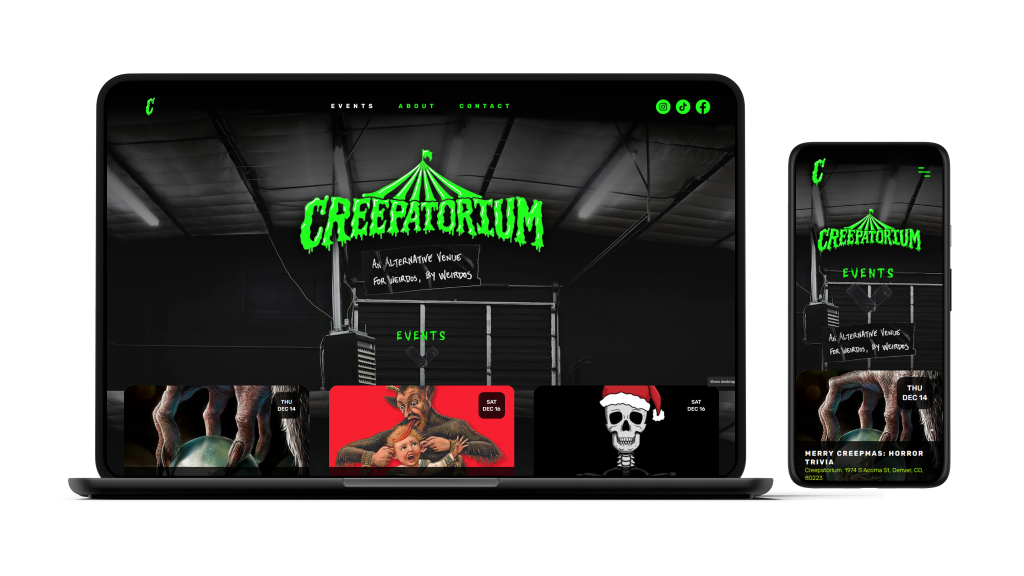 C
EVENTS ABOUT CONTACT
CREEPATORIUM
AN ALTERNATIVE VENUE
FOR WEIRDOS, BY WEIRDOS
EVENTS
Show desktop
THU
DEC 14
SAT
DEC 16
SAT
DEC 16
C
CREEPATORIUM
EVENTS
AN ALTERNATIVE VENUE
FOR WEIRDOS, BY WEIRDOS
THU
DEC 14
MERRY CREEPMAS: HORROR
TRIVIA
Creepatorium, 1974 S Acoma St, Denver, CO,
80223